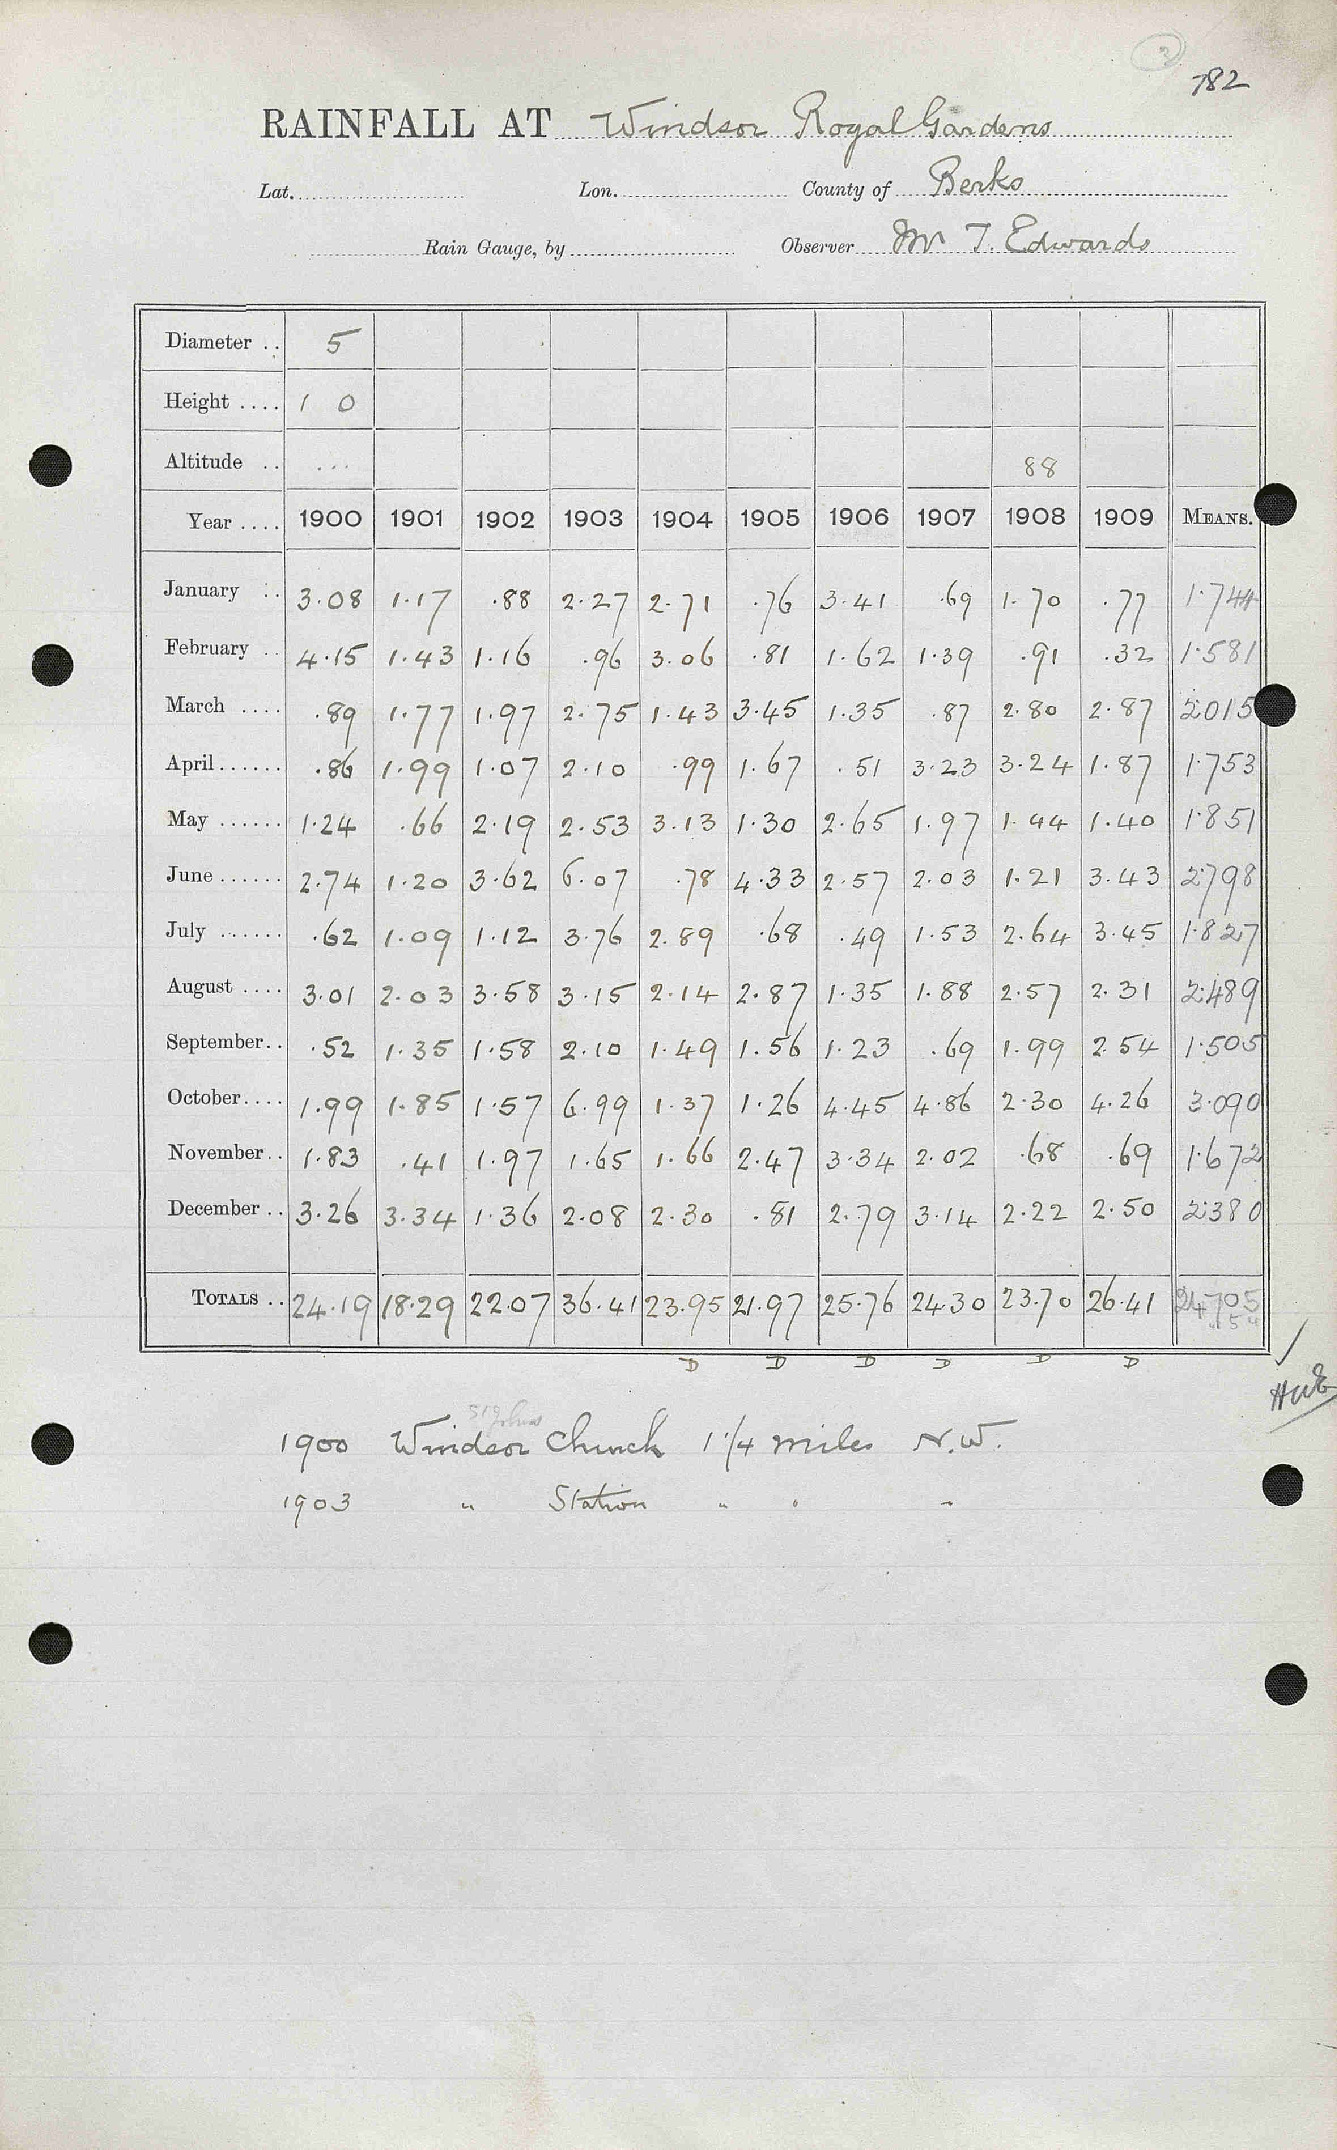 182
RAINFALL AT Windsor Royal Gardens
Lat. Lon. County of Berks
Rain Gauge, by Observer Mr T. Edwards
Diameter .. 5
Height .... 1 0
Altitude .. ... 88
Year .... 1900 1901 1902 1903 1904 1905 1906 1907 1908 1909 MEANS.
January .. 3.08 1.17 .88 2.27 2.71 .76 3.41 .69 1.70 .77 1.744
February .. 4.15 1.43 1.16 .96 3.06 .81 1.62 1.39 .91 .32 1.581
March .... .89 1.77 1.97 2.75 1.43 3.45 1.35 .87 2.80 2.87 2.015
April ...... .86 1.99 1.07 2.10 .99 1.67 .51 3.23 3.24 1.87 1.753
May ...... 1.24 .66 2.19 2.53 3.13 1.30 2.65 1.97 1.44 1.40 1.851
June ...... 2.74 1.20 3.62 6.07 .78 4.33 2.57 2.03 1.21 3.43 2.798
July ...... .62 1.09 1.12 3.76 2.89 .68 .49 1.53 2.64 3.45 1.827
August .... 3.01 2.03 3.58 3.15 2.14 2.87 1.35 1.88 2.57 2.31 2.489
September .. .52 1.35 1.58 2.10 1.49 1.56 1.23 .69 1.99 2.54 1.505
October .... 1.99 1.85 1.57 6.99 1.37 1.26 4.45 4.86 2.30 4.26 3.090
November .. 1.83 .41 1.97 1.65 1.66 2.47 3.34 2.02 .68 .69 1.672
December .. 3.26 3.34 1.36 2.08 2.30 .81 2.79 3.14 2.22 2.50 2.380
TOTALS .. 24.19 18.29 22.07 36.41 23.95 21.97 25.76 24.30 23.70 26.41 24.705
D D D D D D
St Johns
1900 Windsor Church 1 1/4 miles N.W.
1903 " Station " " "